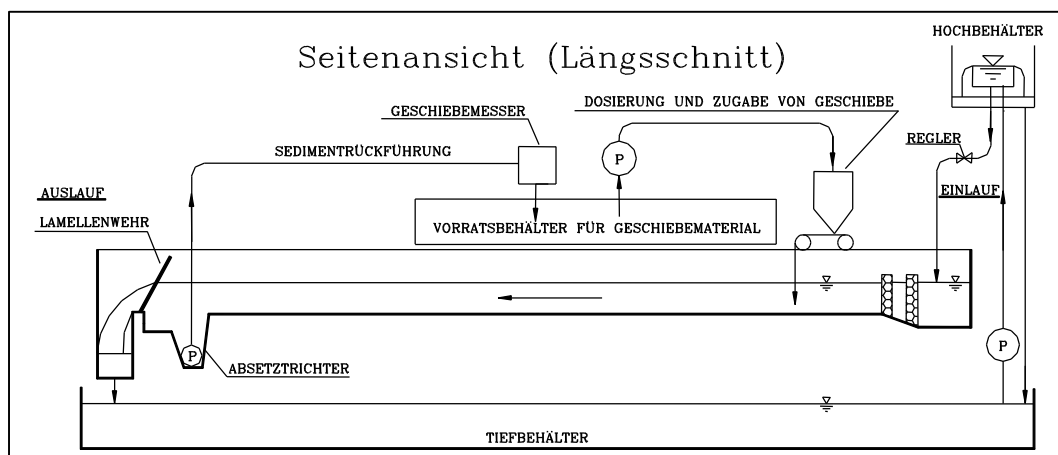 HOCHBEHÄLTER
Seitenansicht (Längsschnitt)
DOSIERUNG UND ZUGABE VON GESCHIEBE
GESCHIEBEMESSER
REGLER
P
SEDIMENTRÜCKFÜHRUNG
AUSLAUF
EINLAUF
LAMELLENWEHR
VORRATSBEHÄLTER FÜR GESCHIEBEMATERIAL
P
P
ABSETZTRICHTER
TIEFBEHÄLTER